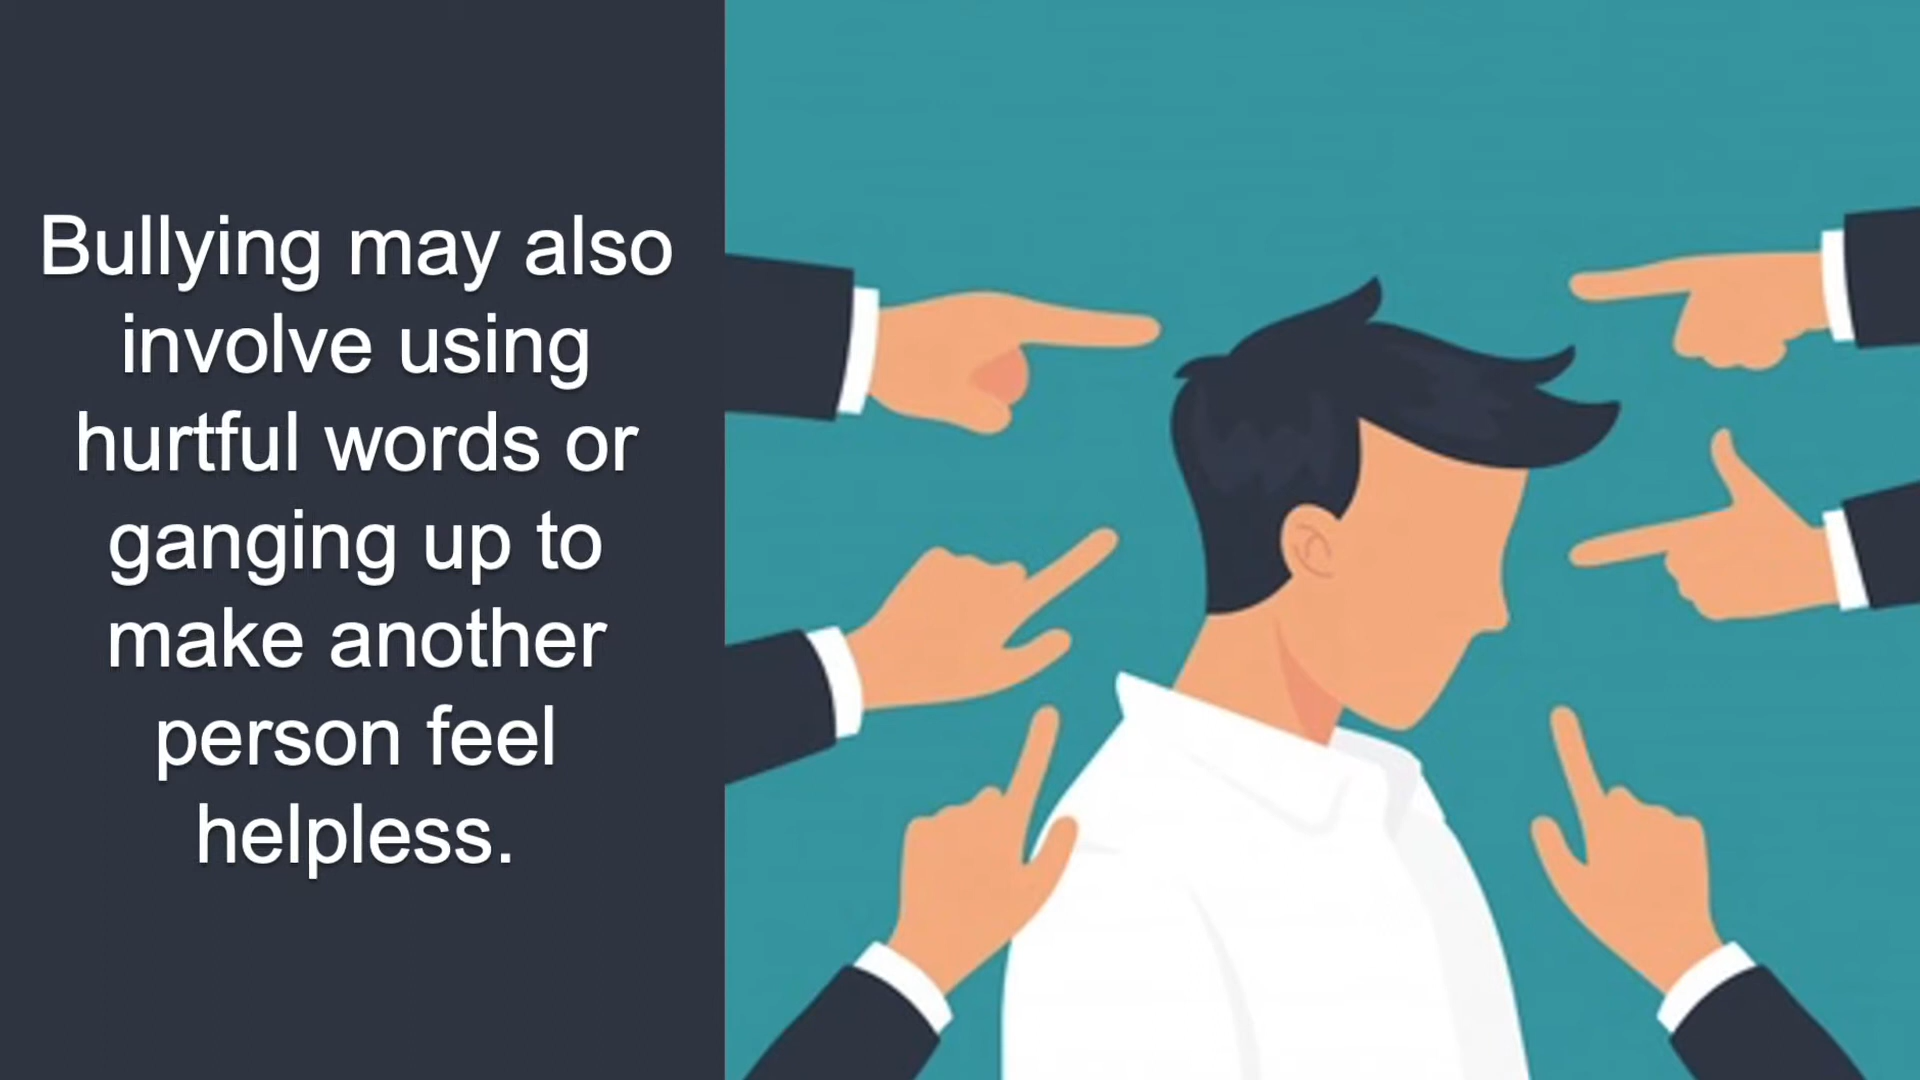 Bullying may also
involve using
hurtful words or
ganging up to
make another
person feel
helpless.